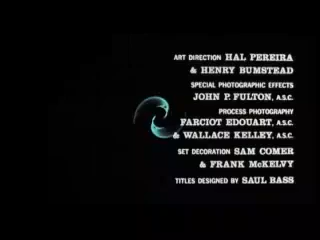 ART DIRECTION HAL PEREIRA
& HENRY BUMSTEAD
SPECIAL PHOTOGRAPHIC EFFECTS
JOHN P. FULTON, A.S.C.
PROCESS PHOTOGRAPHY
FARCIOT EDOUART, A.S.C.
& WALLACE KELLEY, A.S.C.
SET DECORATION SAM COMER
& FRANK McKELVY
TITLES DESIGNED BY SAUL BASS